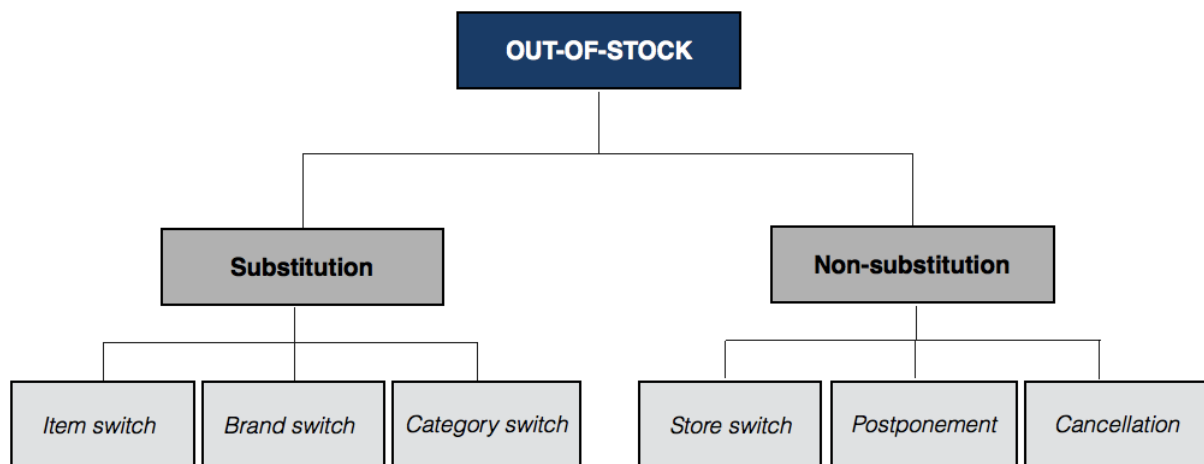 OUT-OF-STOCK
Substitution
Non-substitution
Item switch
Brand switch
Category switch
Store switch
Postponement
Cancellation